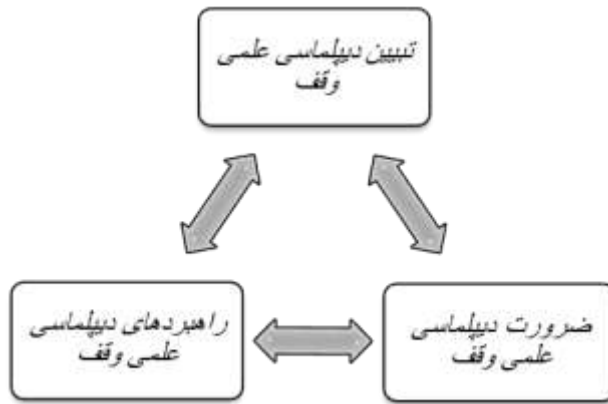 تبیین دیپلماسی علمی
وقف
ضرورت دیپلماسی
علمی وقف
راهبردهای دیپلماسی
علمی وقف